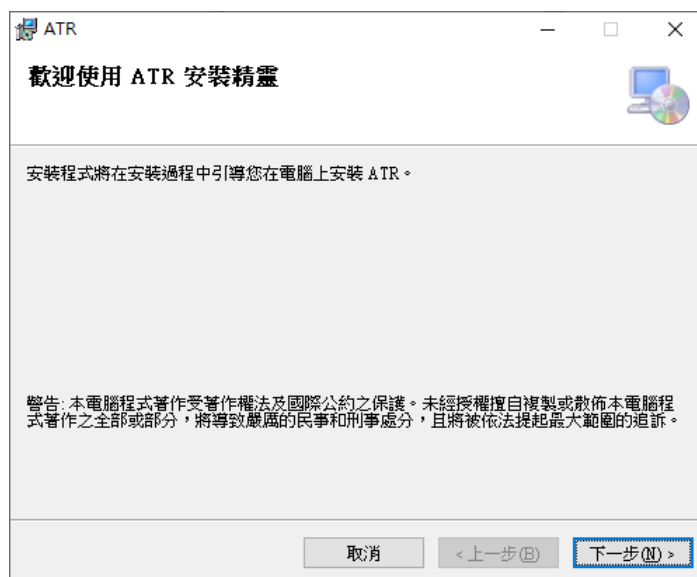 ATR
歡迎使用 ATR 安裝精靈
安裝程式將在安裝過程中引導您在電腦上安裝 ATR。
警告: 本電腦程式著作受著作權法及國際公約之保護。未經授權擅自複製或散佈本電腦程
式著作之全部或部分，將導致嚴厲的民事和刑事處分，且將被依法提起最大範圍的追訴。
取消
<上一步(B)
下一步(N) >